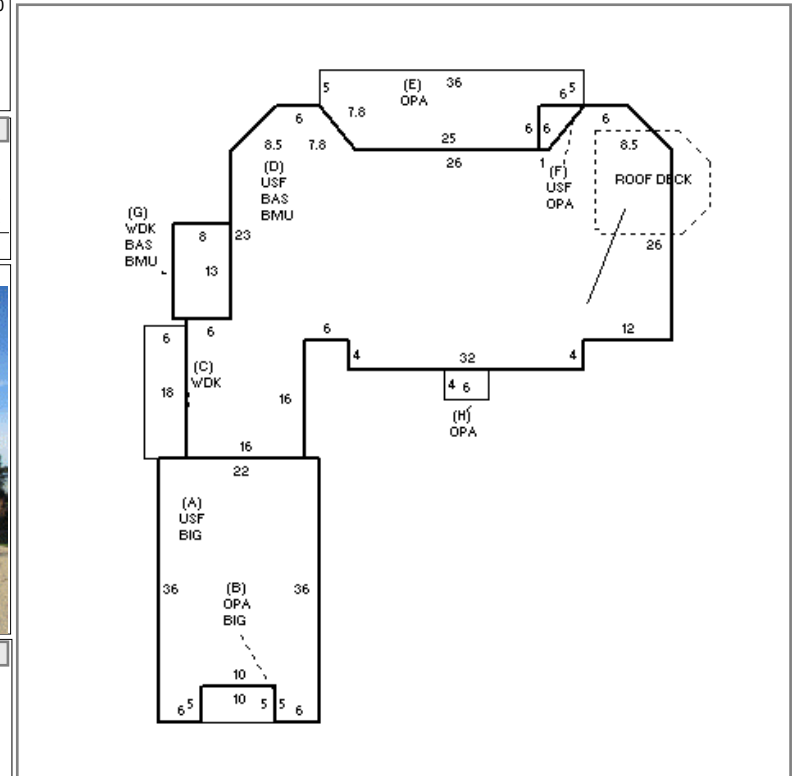 (E) 36
OPA
5
6 5
7.8
6
6 6
6
8.5 7.8
25
8.5
26
1
(D)
USF
BAS
BMU
(F)
USF
OPA
ROOF DECK
(G)
WDK
BAS
BMU
8
23
13
26
6
6
6
12
4
32
4
(C)
WDK
18
16
4 6
(H)
OPA
16
22
(A)
USF
BIG
36
(B)
OPA
BIG
36
10
10
6 5
5 5
6